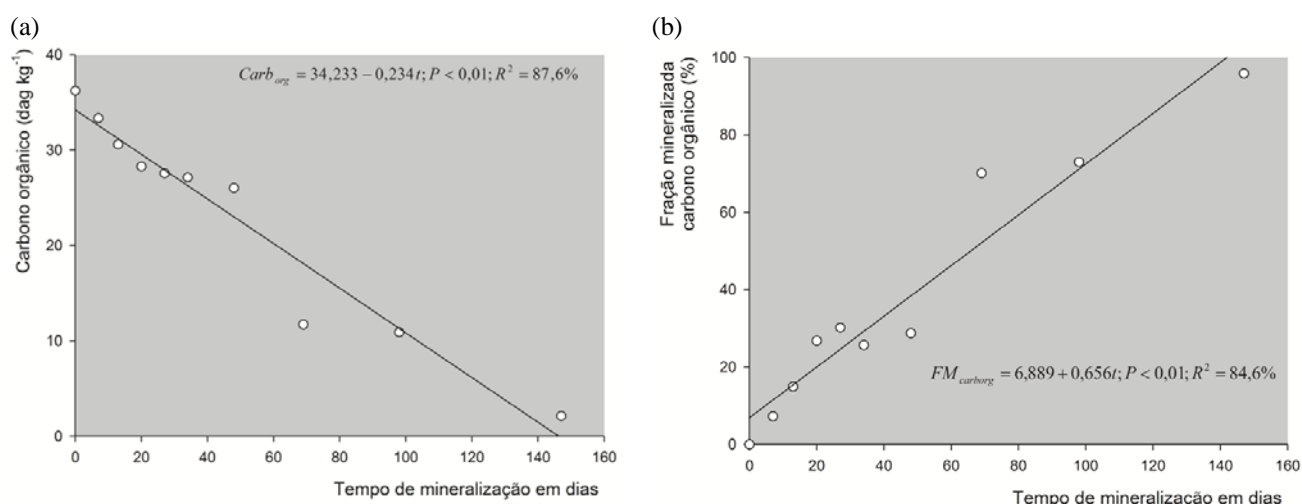 (a)
Carbono orgânico (dag kg⁻¹)
40
30
20
10
0
Carb_org = 34,233 – 0,234t; P < 0,01; R² = 87,6%
0 20 40 60 80 100 120 140 160
Tempo de mineralização em dias
(b)
Fração mineralizada
carbono orgânico (%)
100
80
60
40
20
0
FM_carborg = 6,889 + 0,656t; P < 0,01; R² = 84,6%
0 20 40 60 80 100 120 140 160
Tempo de mineralização em dias